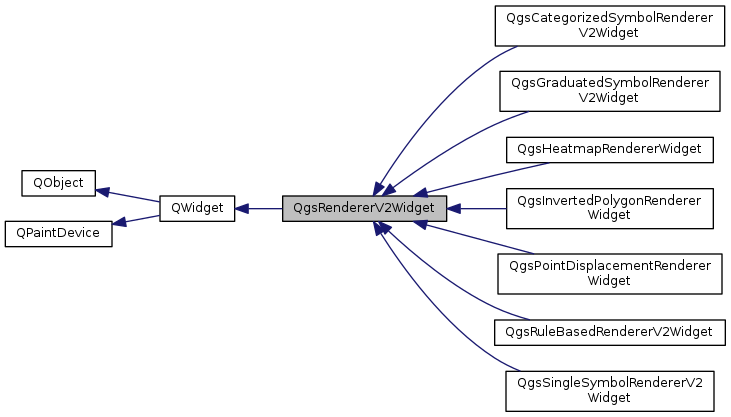 QgsCategorizedSymbolRenderer
V2Widget
QgsGraduatedSymbolRenderer
V2Widget
QgsHeatmapRendererWidget
QObject
QWidget
QgsRendererV2Widget
QgsInvertedPolygonRenderer
Widget
QPaintDevice
QgsPointDisplacementRenderer
Widget
QgsRuleBasedRendererV2Widget
QgsSingleSymbolRendererV2
Widget